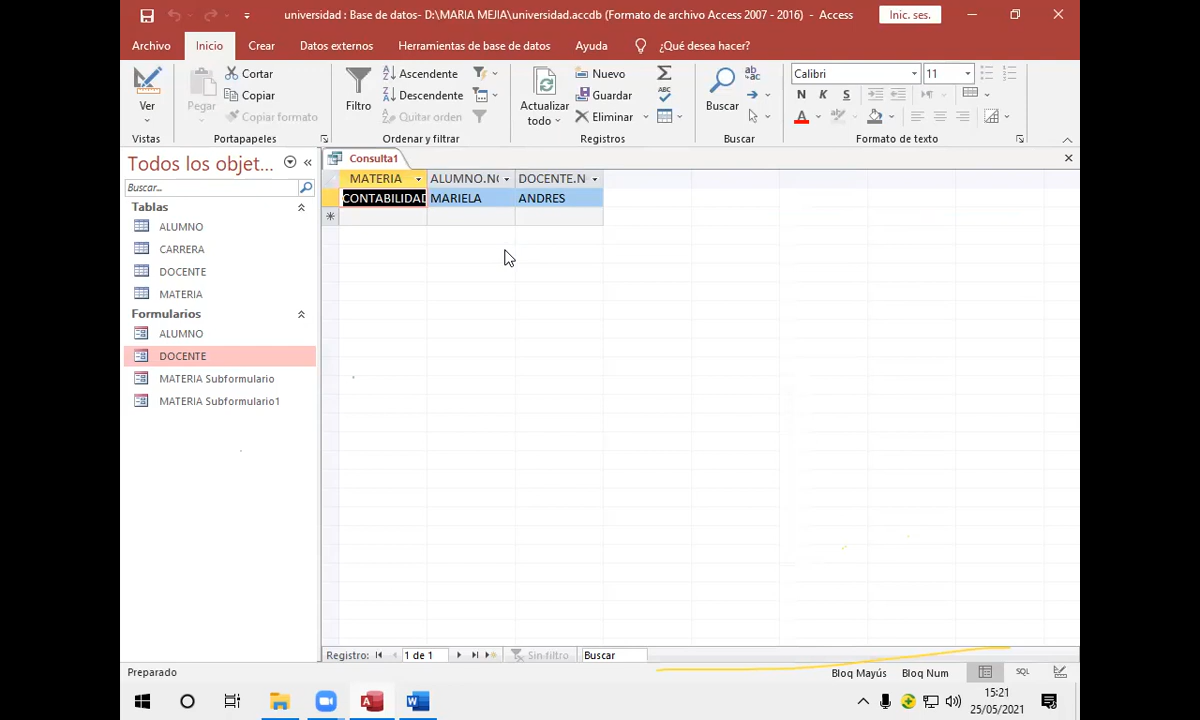 universidad : Base de datos- D:\MARIA MEJIA\universidad.accdb (Formato de archivo Access 2007 - 2016) - Access
Inic. ses.
Archivo Inicio Crear Datos externos Herramientas de base de datos Ayuda ¿Qué desea hacer?
Ver
Vistas
Pegar
Cortar
Copiar
Copiar formato
Portapapeles
Filtro
Ascendente
Descendente
Quitar orden
Ordenar y filtrar
Actualizar
todo
Nuevo
Guardar
Eliminar
Registros
Buscar
Buscar
Calibri 11
N K S
Formato de texto
Todos los objet...
Buscar...
Tablas
ALUMNO
CARRERA
DOCENTE
MATERIA
Formularios
ALUMNO
DOCENTE
MATERIA Subformulario
MATERIA Subformulario1
Consulta1
MATERIA ALUMNO.NO DOCENTE.N
CONTABILIDAD MARIELA ANDRES
Registro: 1 de 1 Sin filtro Buscar
Preparado
Bloq Mayús Bloq Num SQL
15:21
25/05/2021